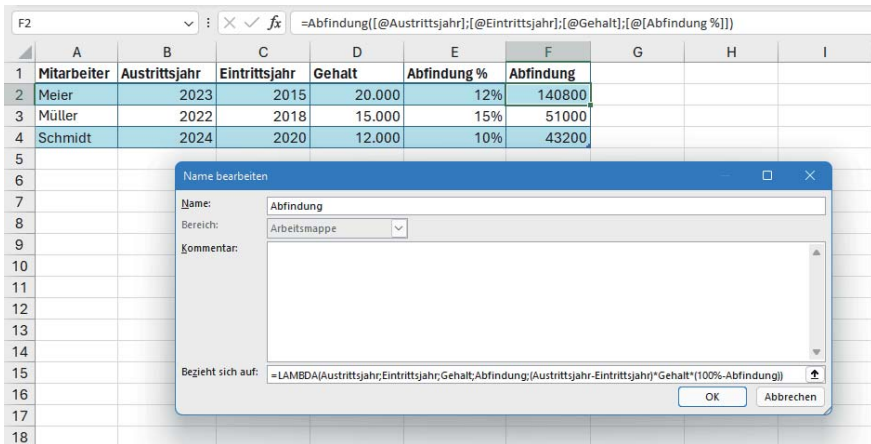 F2 fx =Abfindung([@Austrittsjahr];[@Eintrittsjahr];[@Gehalt];[@[Abfindung %]])
A B C D E F G H I
1 Mitarbeiter Austrittsjahr Eintrittsjahr Gehalt Abfindung % Abfindung
2 Meier 2023 2015 20.000 12% 140800
3 Müller 2022 2018 15.000 15% 51000
4 Schmidt 2024 2020 12.000 10% 43200
5
6 Name bearbeiten
7 Name: Abfindung
8 Bereich: Arbeitsmappe
9 Kommentar:
10
11
12
13
14
15 Bezieht sich auf: =LAMBDA(Austrittsjahr;Eintrittsjahr;Gehalt;Abfindung;(Austrittsjahr-Eintrittsjahr)*Gehalt*(100%-Abfindung))
16 OK Abbrechen
17
18